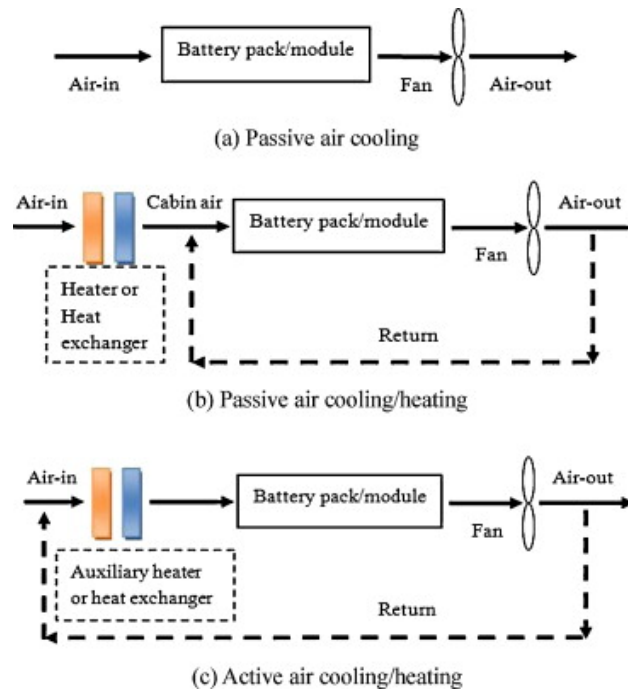 Battery pack/module
Air-in
Fan
Air-out
(a) Passive air cooling
Air-in
Cabin air
Battery pack/module
Air-out
Fan
Heater or
Heat
exchanger
Return
(b) Passive air cooling/heating
Air-in
Battery pack/module
Air-out
Fan
Auxiliary heater
or heat exchanger
Return
(c) Active air cooling/heating